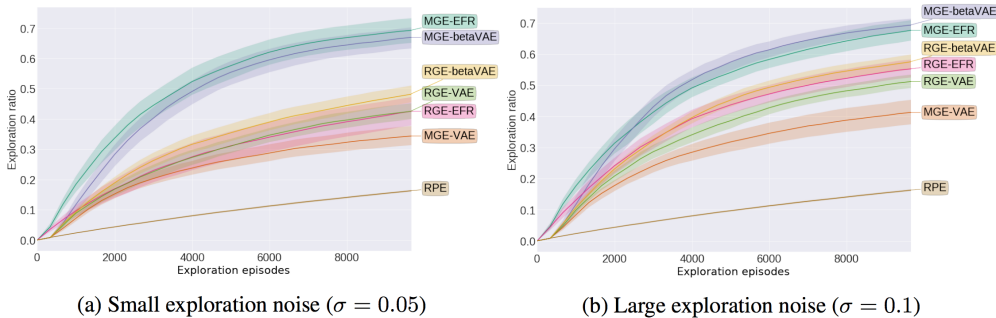 0.7
0.6
0.5
0.4
0.3
0.2
0.1
0.0
Exploration ratio
0
2000
4000
6000
8000
Exploration episodes
MGE-EFR
MGE-betaVAE
RGE-betaVAE
RGE-VAE
RGE-EFR
MGE-VAE
RPE
(a) Small exploration noise (σ = 0.05)
0.7
0.6
0.5
0.4
0.3
0.2
0.1
0.0
Exploration ratio
0
2000
4000
6000
8000
Exploration episodes
MGE-betaVAE
MGE-EFR
RGE-betaVAE
RGE-EFR
RGE-VAE
MGE-VAE
RPE
(b) Large exploration noise (σ = 0.1)